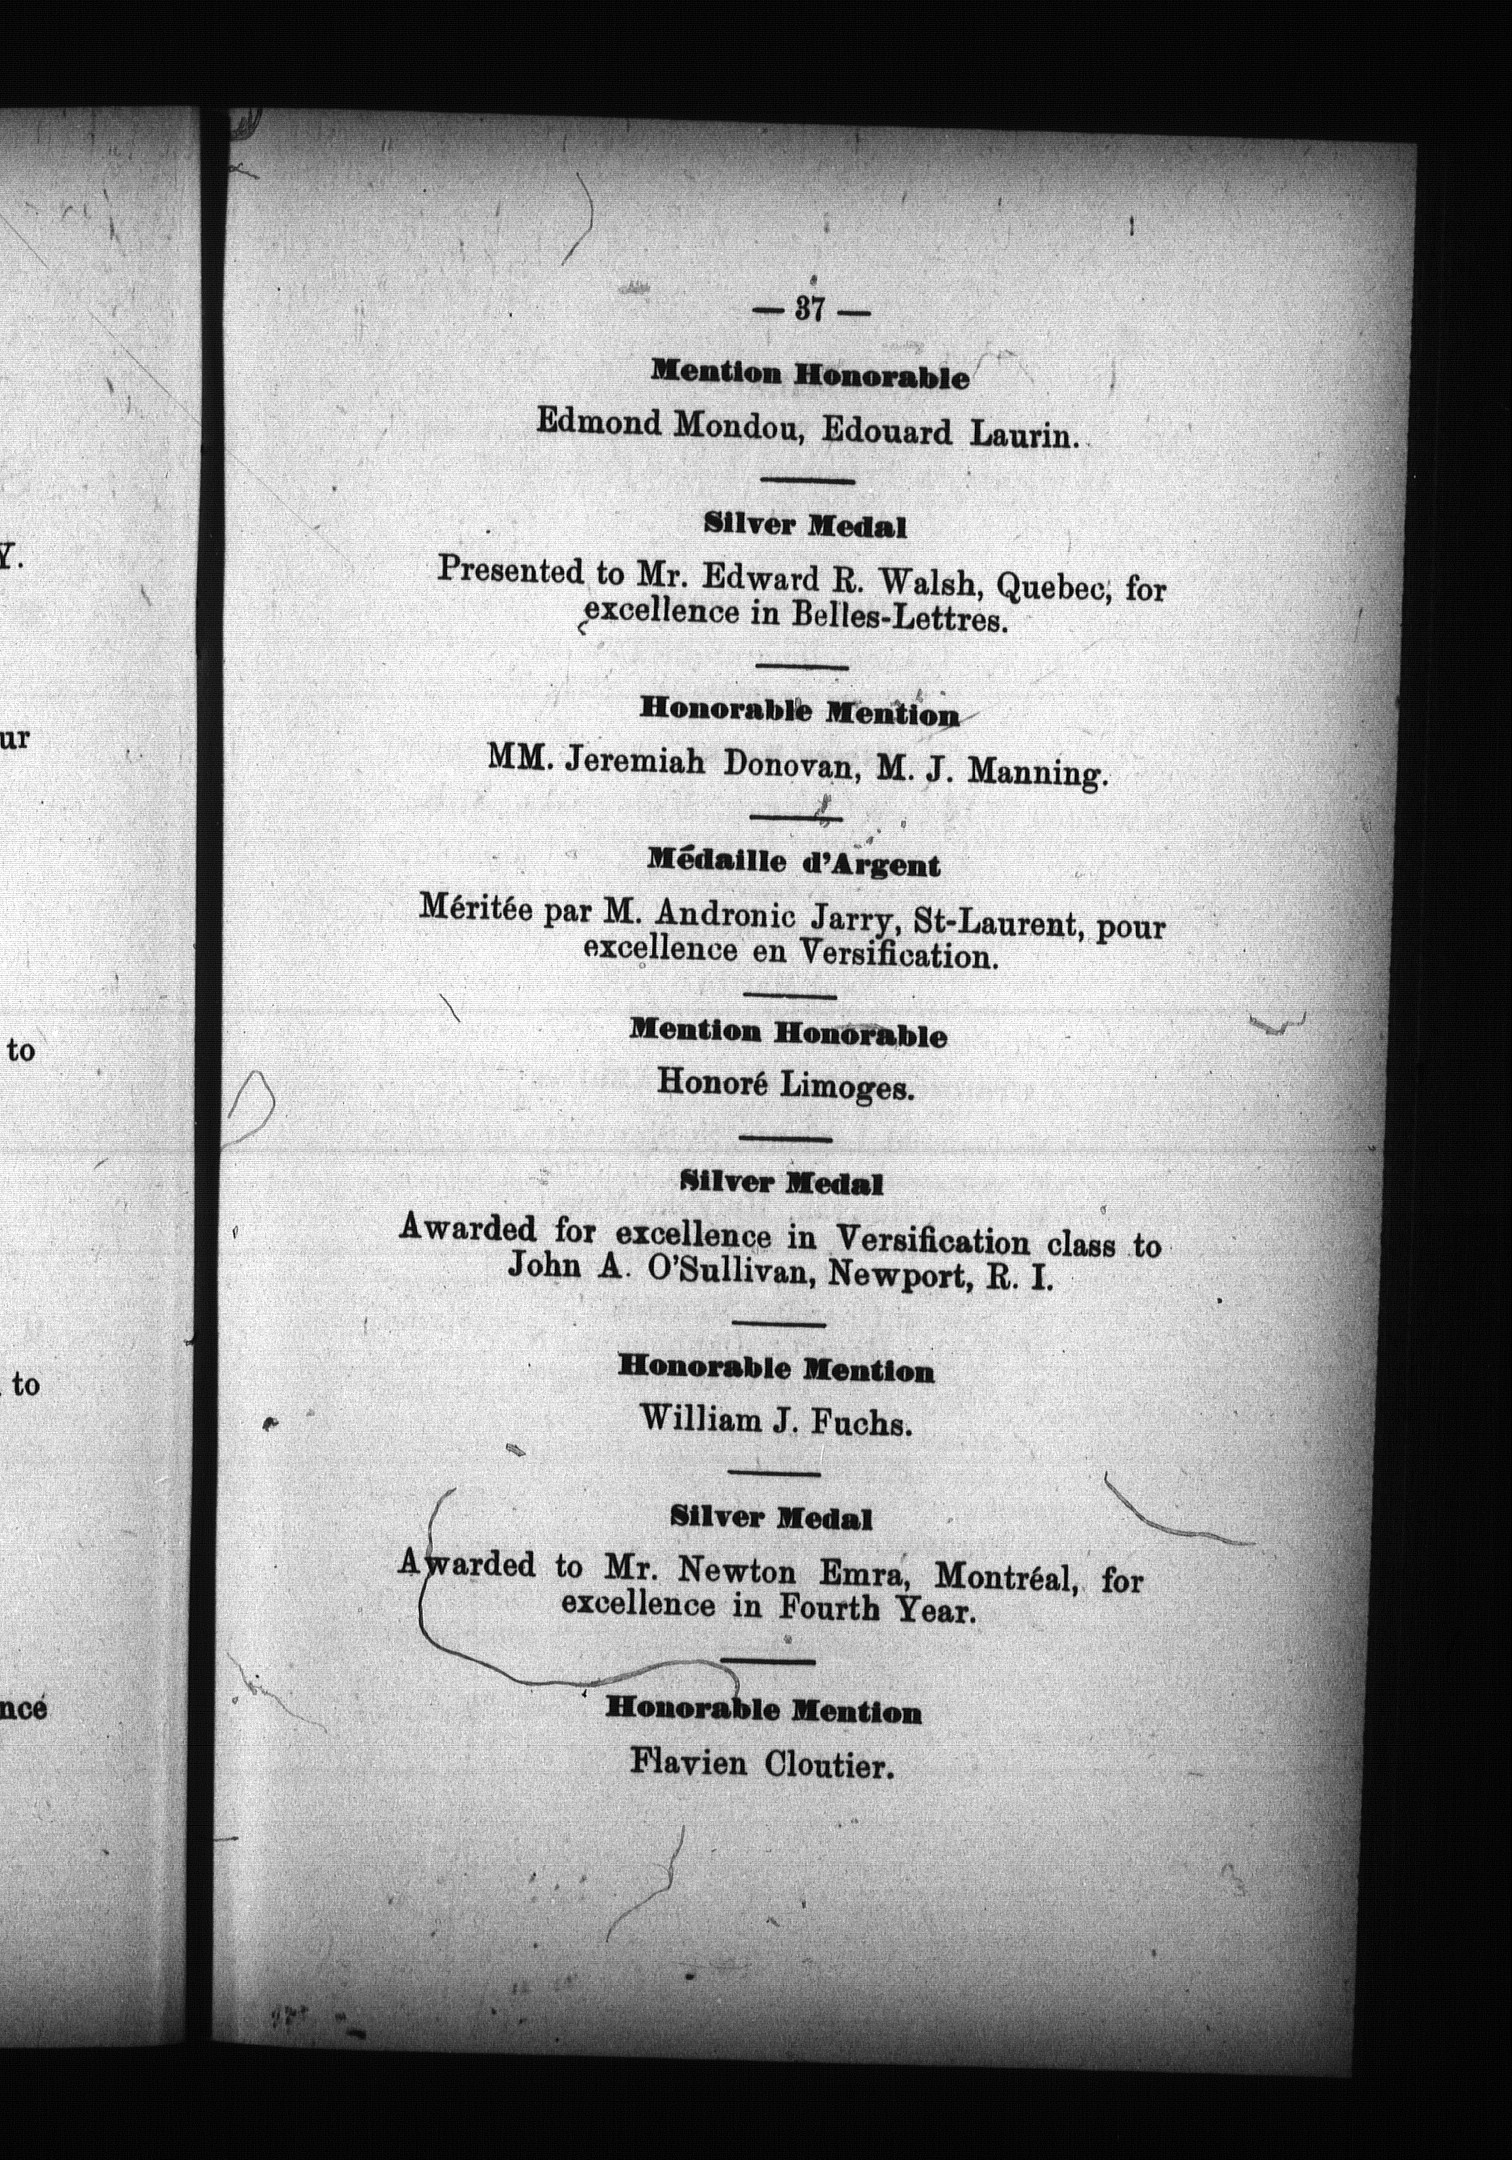 — 37 —
Mention Honorable
Edmond Mondou, Edouard Laurin.
Silver Medal
Presented to Mr. Edward R. Walsh, Quebec, for
excellence in Belles-Lettres.
Honorable Mention
MM. Jeremiah Donovan, M. J. Manning.
Médaille d'Argent
Méritée par M. Andronic Jarry, St-Laurent, pour
excellence en Versification.
Mention Honorable
Honoré Limoges.
Silver Medal
Awarded for excellence in Versification class to
John A. O'Sullivan, Newport, R. I.
Honorable Mention
William J. Fuchs.
Silver Medal
Awarded to Mr. Newton Emra, Montréal, for
excellence in Fourth Year.
Honorable Mention
Flavien Cloutier.
Y.
ur
to
to